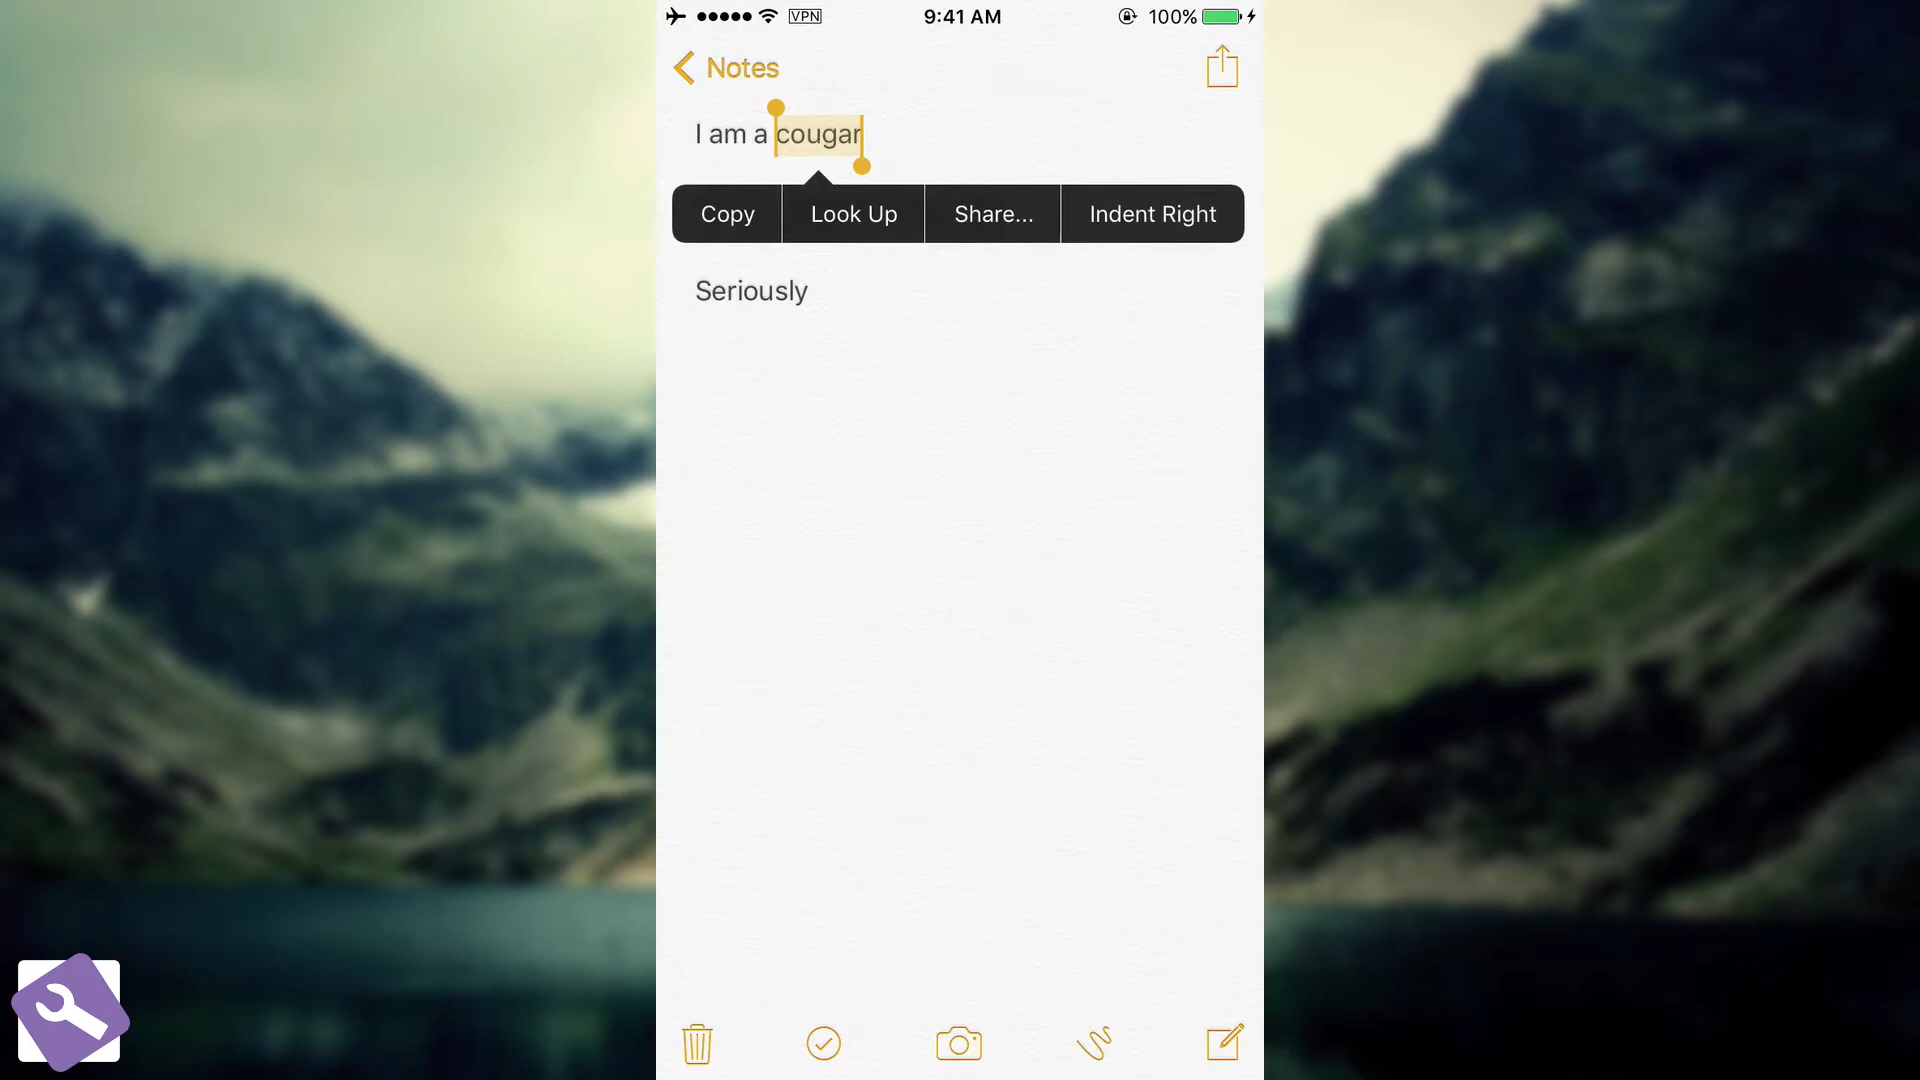 VPN 9:41 AM 100%
Notes
I am a cougar
Copy Look Up Share... Indent Right
Seriously